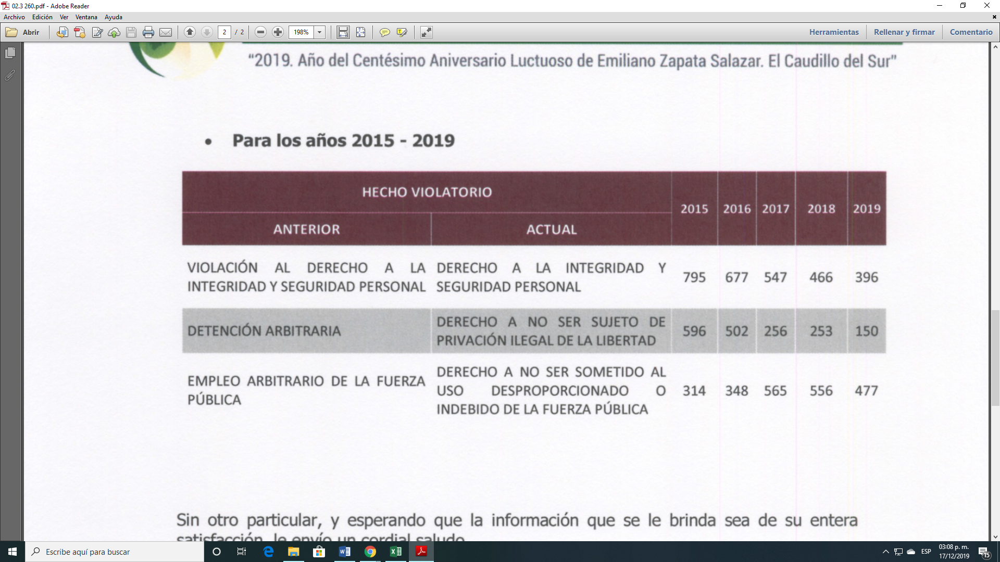 02.3 260.pdf - Adobe Reader
Archivo Edición Ver Ventana Ayuda
Abrir 2 / 2 198% Herramientas Rellenar y firmar Comentario
“2019. Año del Centésimo Aniversario Luctuoso de Emiliano Zapata Salazar. El Caudillo del Sur”
• Para los años 2015 - 2019
HECHO VIOLATORIO
2015 2016 2017 2018 2019
ANTERIOR ACTUAL
VIOLACIÓN AL DERECHO A LA
INTEGRIDAD Y SEGURIDAD PERSONAL
DERECHO A LA INTEGRIDAD Y
SEGURIDAD PERSONAL
795 677 547 466 396
DETENCIÓN ARBITRARIA
DERECHO A NO SER SUJETO DE
PRIVACIÓN ILEGAL DE LA LIBERTAD
596 502 256 253 150
EMPLEO ARBITRARIO DE LA FUERZA
PÚBLICA
DERECHO A NO SER SOMETIDO AL
USO DESPROPORCIONADO O
INDEBIDO DE LA FUERZA PÚBLICA
314 348 565 556 477
Sin otro particular, y esperando que la información que se le brinda sea de su entera
satisfacción, le envío un cordial saludo
Escribe aquí para buscar
ESP
03:08 p. m.
17/12/2019
15